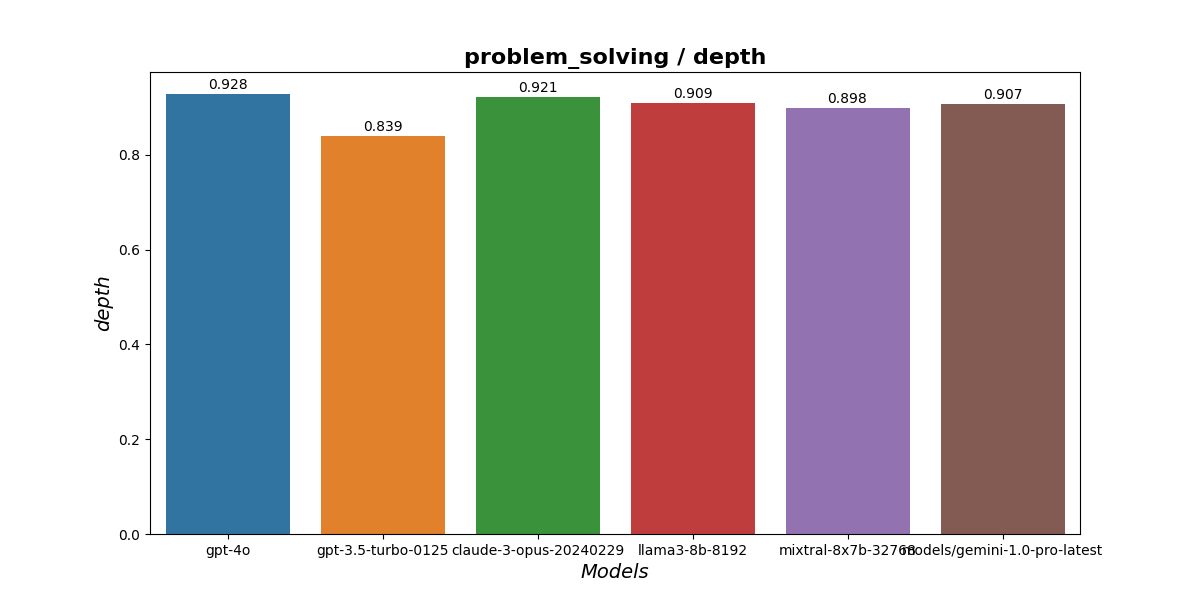 problem_solving / depth
0.928
0.839
0.921
0.909
0.898
0.907
0.8
0.6
0.4
0.2
0.0
depth
gpt-4o
gpt-3.5-turbo-0125
claude-3-opus-20240229
llama3-8b-8192
mixtral-8x7b-32768
models/gemini-1.0-pro-latest
Models